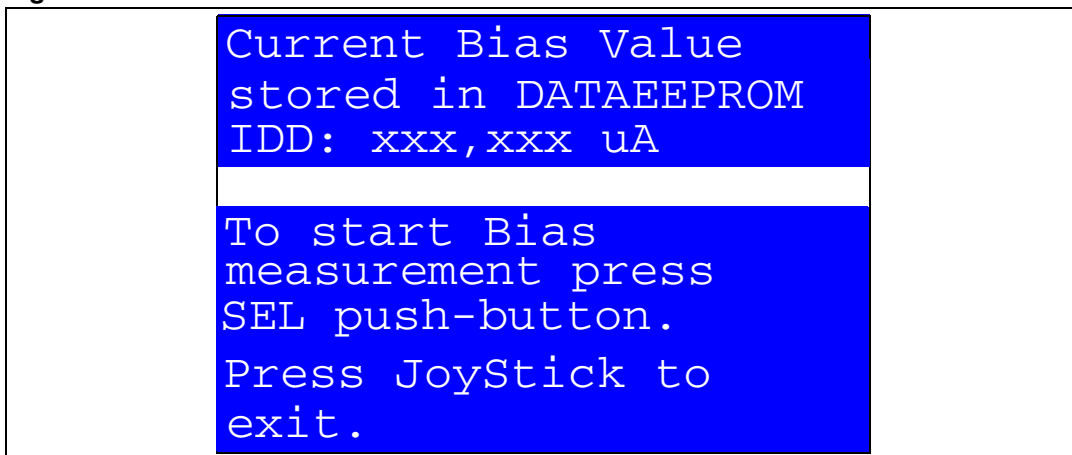 Current Bias Value
stored in DATAEEPROM
IDD: xxx,xxx uA
To start Bias
measurement press
SEL push-button.
Press JoyStick to
exit.